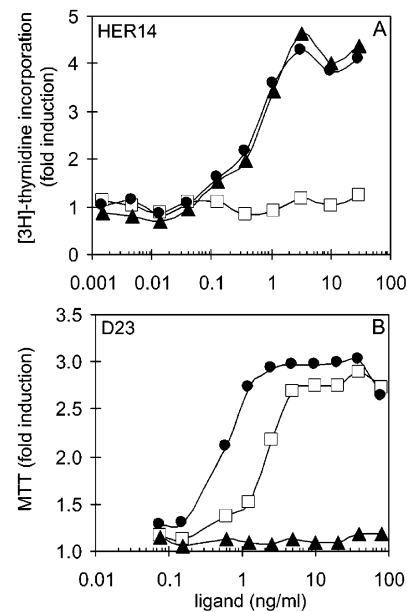 HER14
A
[3H]-thymidine incorporation
(fold induction)
5
4
3
2
1
0
0.001 0.01 0.1 1 10 100
D23
B
MTT (fold induction)
3.5
3.0
2.5
2.0
1.5
1.0
0.01 0.1 1 10 100
ligand (ng/ml)